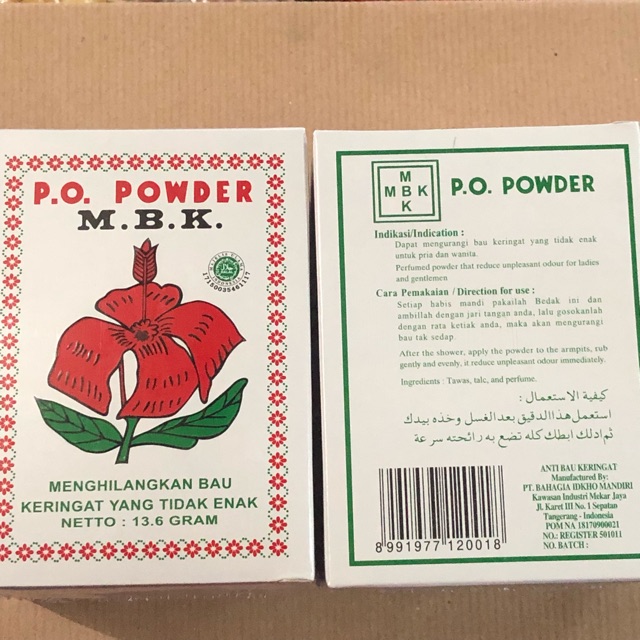 P.O. POWDER
M.B.K.
17160035461117
MENGHILANGKAN BAU
KERINGAT YANG TIDAK ENAK
NETTO : 13.6 GRAM
M
M B K
K
P.O. POWDER
Indikasi/Indication :
Dapat mengurangi bau keringat yang tidak enak
untuk pria dan wanita.
Perfumed powder that reduce unpleasant odour for ladies
and gentlemen
Cara Pemakaian / Direction for use :
Setiap habis mandi pakailah Bedak ini dan
ambillah dengan jari tangan anda, lalu gosokanlah
dengan rata ketiak anda, maka akan mengurangi
bau tak sedap.
After the shower, apply the powder to the armpits, rub
gently and evenly, it will reduce unpleasant odour immediately.
Ingredients : Tawas, talc, and perfume.
كيفية الاستعمال :
استعمل هذا الدقيق بعد الغسل وخذه بيدك
ثم ادلك ابطك كله تضع به رائحته سرعة
8 991977 120018
ANTI BAU KERINGAT
Manufactured By:
PT. BAHAGIA IDKHO MANDIRI
Kawasan Industri Mekar Jaya
Jl. Karet III No. 1 Sepatan
Tangerang - Indonesia
POM NA 18170900021
NO.: REGISTER 501011
NO. BATCH :